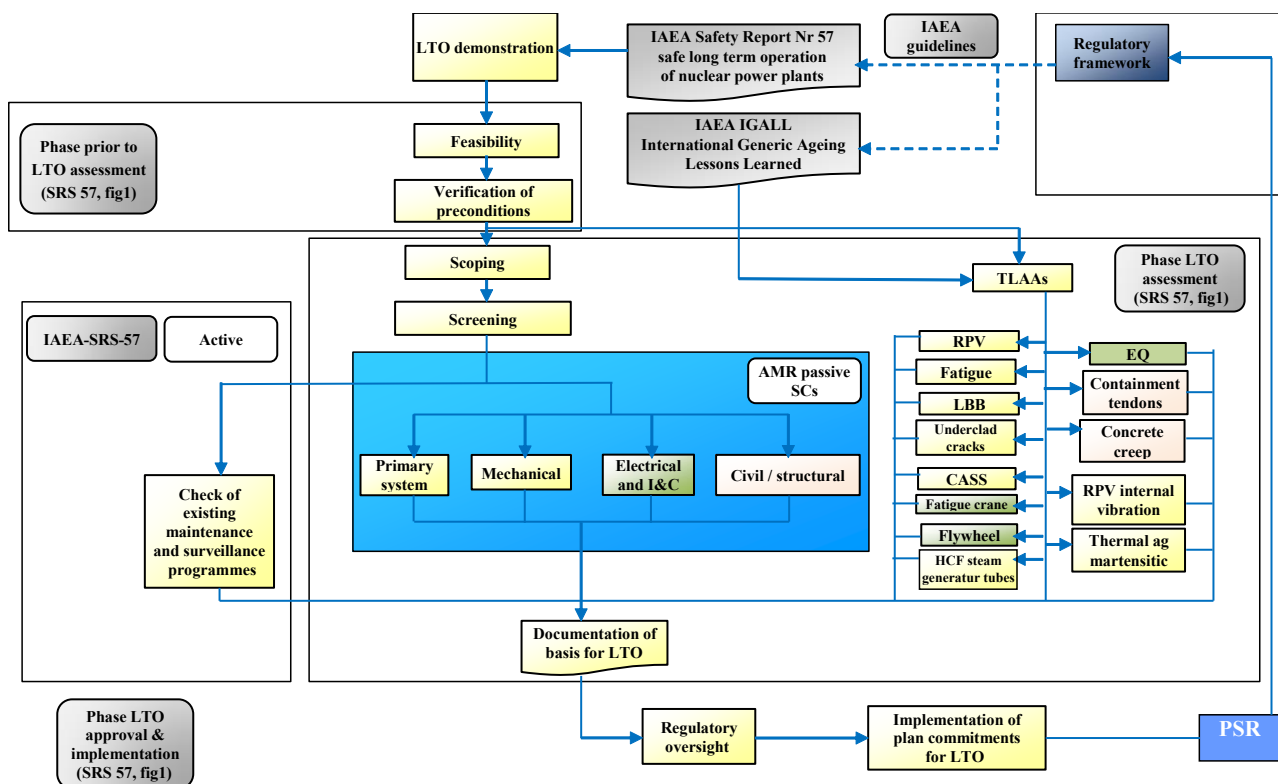 LTO demonstration
IAEA Safety Report Nr 57
safe long term operation
of nuclear power plants
IAEA
guidelines
Regulatory
framework
IAEA IGALL
International Generic Ageing
Lessons Learned
Phase prior to
LTO assessment
(SRS 57, fig1)
Feasibility
Verification of
preconditions
Scoping
TLAAs
Phase LTO
assessment
(SRS 57, fig1)
Screening
IAEA-SRS-57
Active
AMR passive
SCs
Primary
system
Mechanical
Electrical
and I&C
Civil / structural
RPV
Fatigue
LBB
Underclad
cracks
CASS
Fatigue crane
Flywheel
HCF steam
generatur tubes
EQ
Containment
tendons
Concrete
creep
RPV internal
vibration
Thermal ag
martensitic
Check of
existing
maintenance
and surveillance
programmes
Documentation of
basis for LTO
Phase LTO
approval &
implementation
(SRS 57, fig1)
Regulatory
oversight
Implementation of
plan commitments
for LTO
PSR